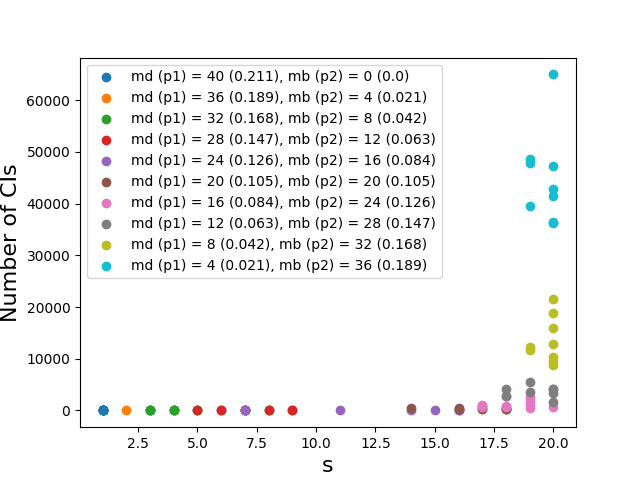 md (p1) = 40 (0.211), mb (p2) = 0 (0.0)
md (p1) = 36 (0.189), mb (p2) = 4 (0.021)
md (p1) = 32 (0.168), mb (p2) = 8 (0.042)
md (p1) = 28 (0.147), mb (p2) = 12 (0.063)
md (p1) = 24 (0.126), mb (p2) = 16 (0.084)
md (p1) = 20 (0.105), mb (p2) = 20 (0.105)
md (p1) = 16 (0.084), mb (p2) = 24 (0.126)
md (p1) = 12 (0.063), mb (p2) = 28 (0.147)
md (p1) = 8 (0.042), mb (p2) = 32 (0.168)
md (p1) = 4 (0.021), mb (p2) = 36 (0.189)
Number of CIs
60000
50000
40000
30000
20000
10000
0
2.5 5.0 7.5 10.0 12.5 15.0 17.5 20.0
s